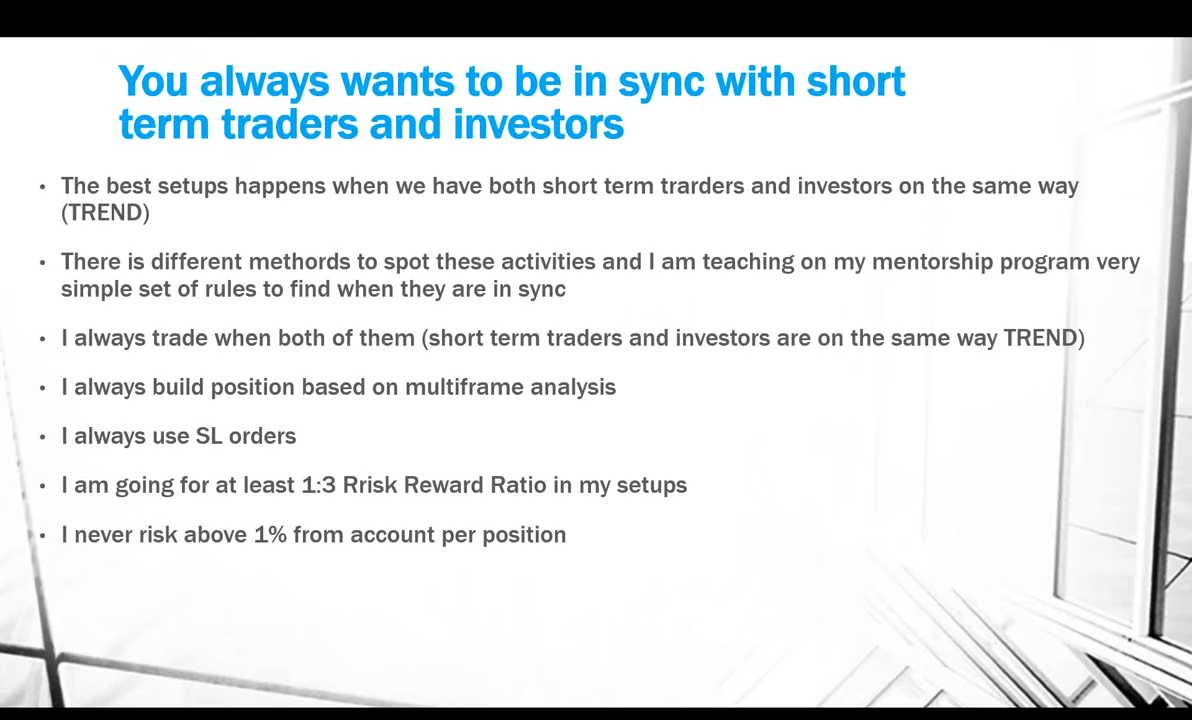 You always wants to be in sync with short
term traders and investors
• The best setups happens when we have both short term trarders and investors on the same way
(TREND)
• There is different methords to spot these activities and I am teaching on my mentorship program very
simple set of rules to find when they are in sync
• I always trade when both of them (short term traders and investors are on the same way TREND)
• I always build position based on multiframe analysis
• I always use SL orders
• I am going for at least 1:3 Rrisk Reward Ratio in my setups
• I never risk above 1% from account per position